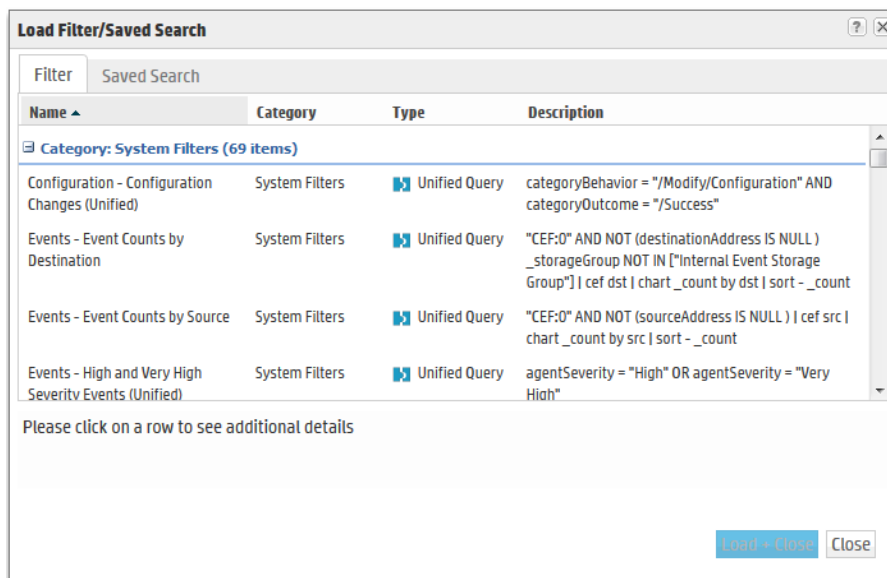 Load Filter/Saved Search
?
Filter Saved Search
Name Category Type Description
Category: System Filters (69 items)
Configuration - Configuration System Filters Unified Query categoryBehavior = "/Modify/Configuration" AND
Changes (Unified) categoryOutcome = "/Success"
Events - Event Counts by System Filters Unified Query "CEF:0" AND NOT (destinationAddress IS NULL )
Destination _storageGroup NOT IN ["Internal Event Storage
Group"] | cef dst | chart _count by dst | sort - _count
Events - Event Counts by Source System Filters Unified Query "CEF:0" AND NOT (sourceAddress IS NULL ) | cef src |
chart _count by src | sort - _count
Events - High and Very High System Filters Unified Query agentSeverity = "High" OR agentSeverity = "Very
Severity Events (Unified) High"
Please click on a row to see additional details
Load + Close Close